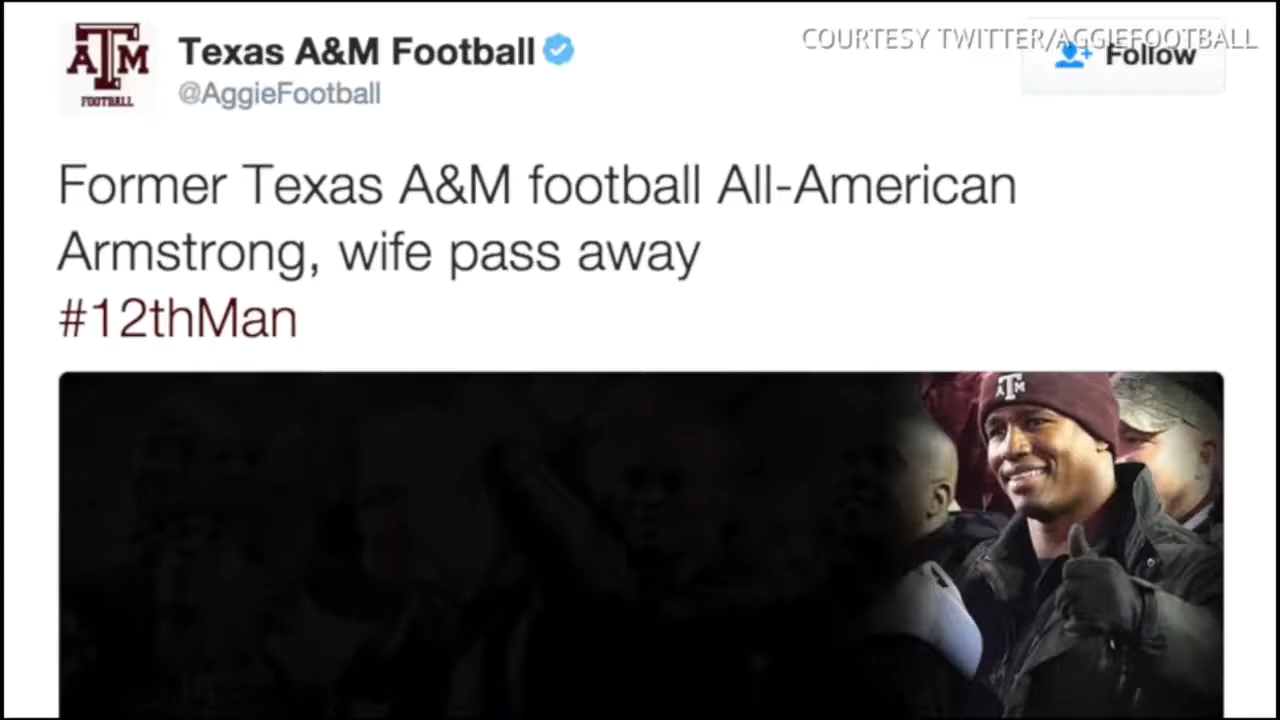 COURTESY TWITTER/AGGIEFOOTBALL
ATM
FOOTBALL
Texas A&M Football
@AggieFootball
Follow
Former Texas A&M football All-American
Armstrong, wife pass away
#12thMan
ATM